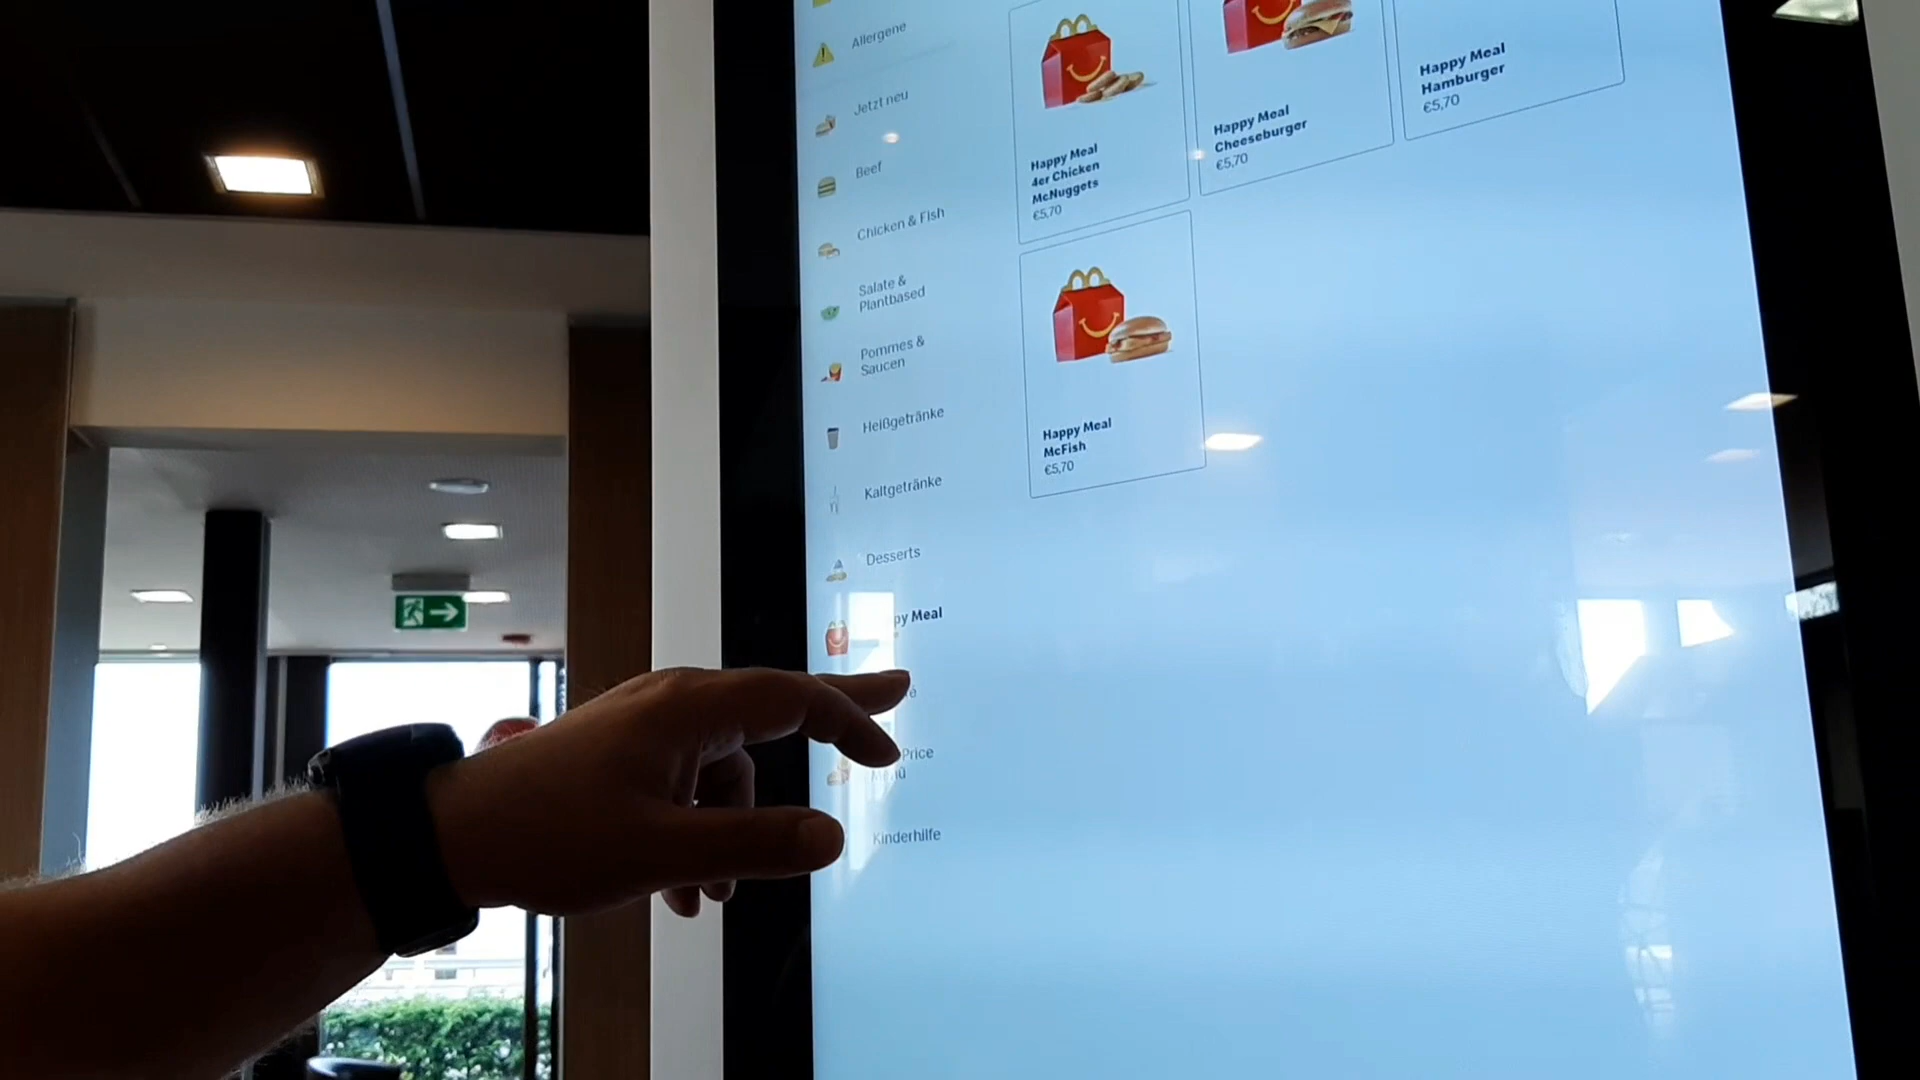 Allergene
Jetzt neu
Beef
Chicken & Fish
Salate &
Plantbased
Pommes &
Saucen
Heißgetränke
Kaltgetränke
Desserts
py Meal
é
Price
Kinderhilfe
Happy Meal
4er Chicken
McNuggets
€5,70
Happy Meal
Cheeseburger
€5,70
Happy Meal
Hamburger
€5,70
Happy Meal
McFish
€5,70